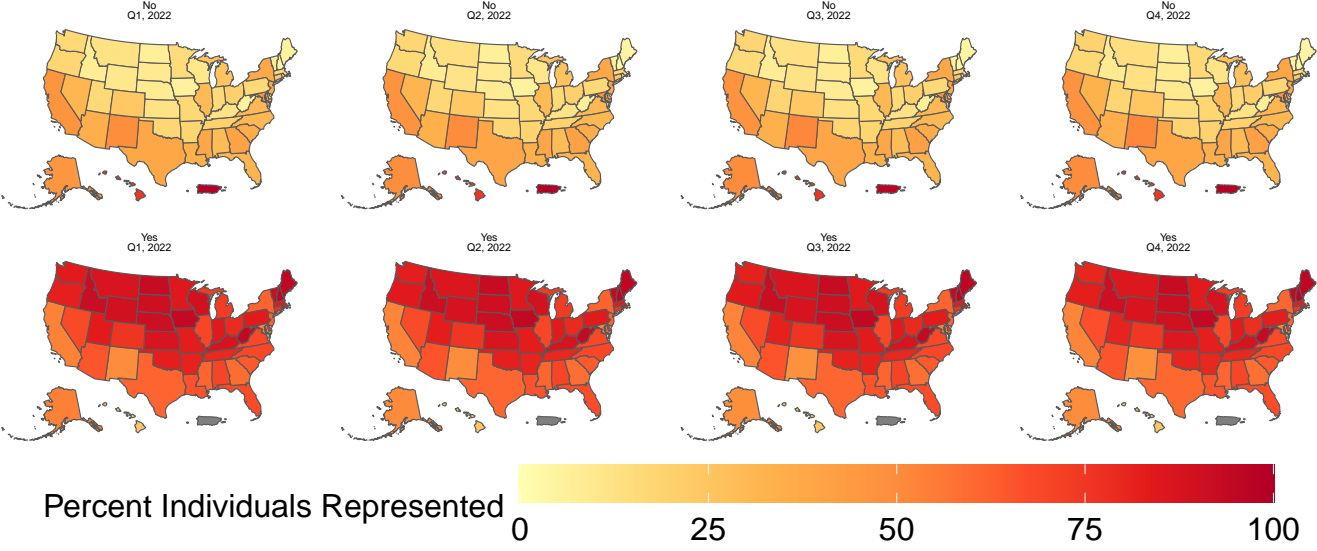 No
Q1, 2022
No
Q2, 2022
No
Q3, 2022
No
Q4, 2022
Yes
Q1, 2022
Yes
Q2, 2022
Yes
Q3, 2022
Yes
Q4, 2022
Percent Individuals Represented
0 25 50 75 100